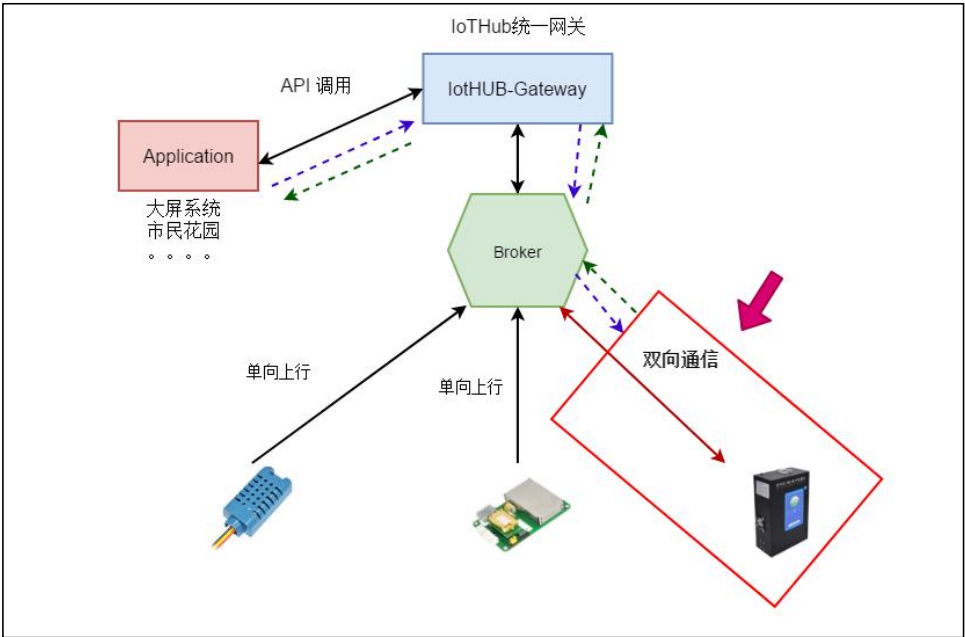 IoTHub统一网关
IotHUB-Gateway
API 调用
Application
大屏系统
市民花园
。。。。
Broker
双向通信
单向上行
单向上行